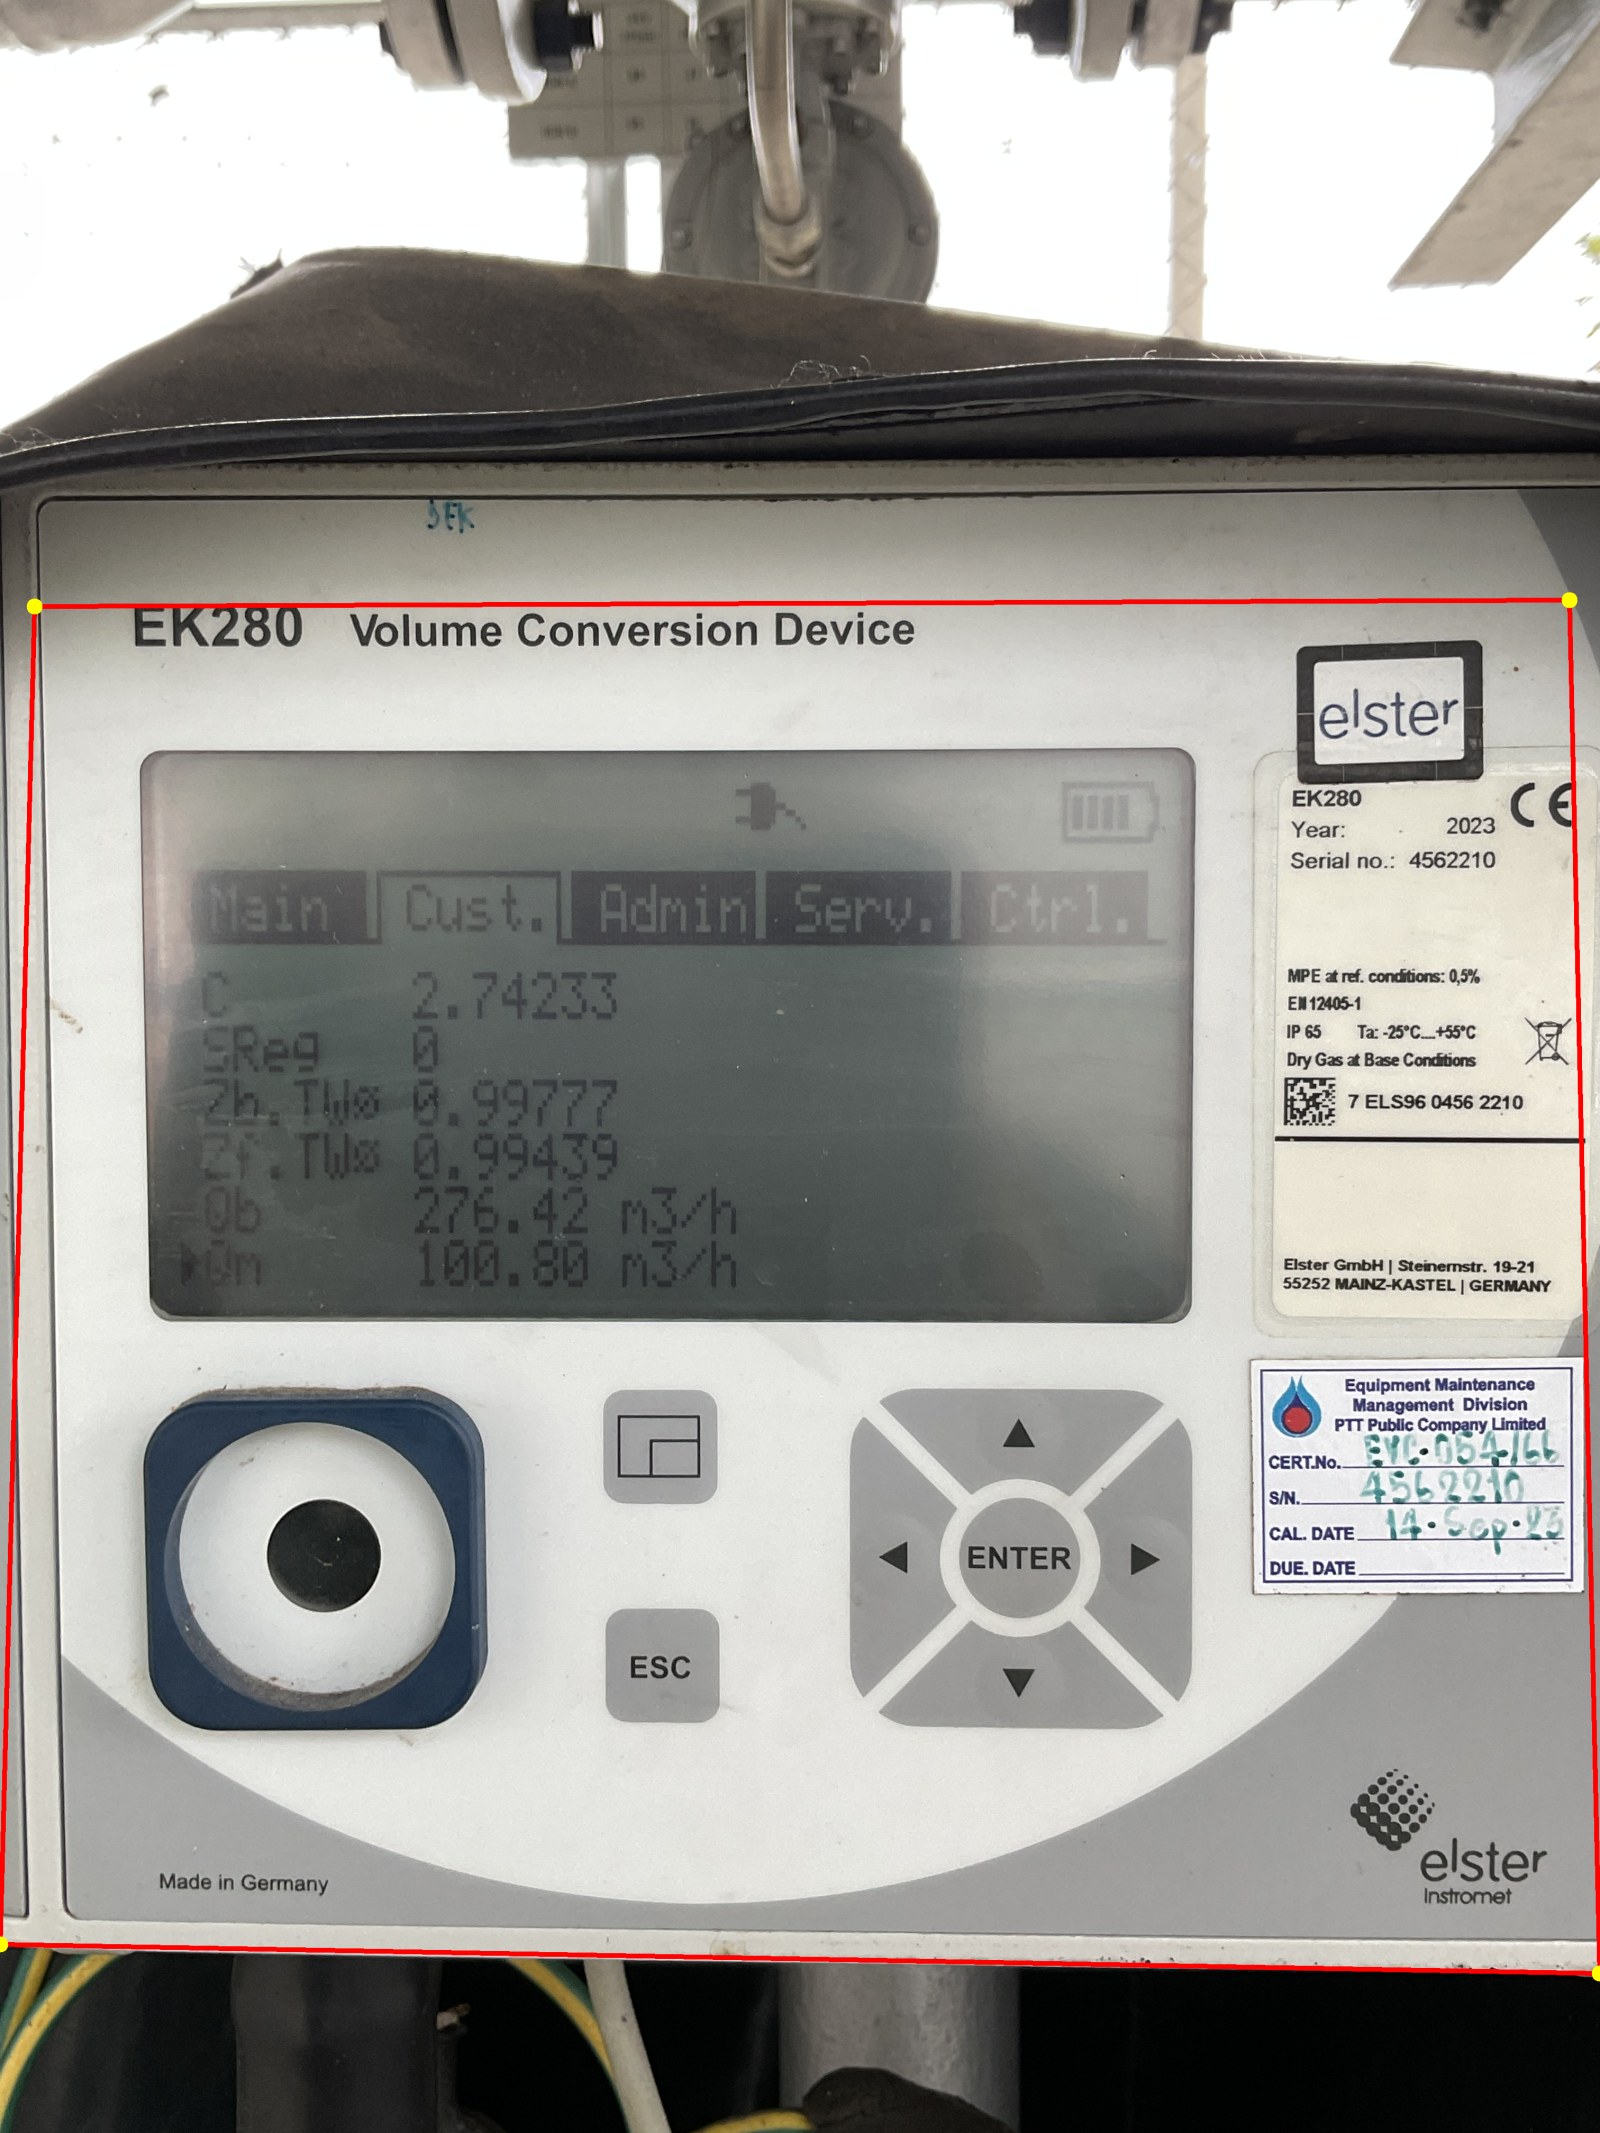 JEK
EK280 Volume Conversion Device
elster
EK280
Year: 2023
Serial no.: 4562210
CE
MPE at ref. conditions: 0,5%
EN 12405-1
IP 65 Ta: -25°C...+55°C
Dry Gas at Base Conditions
7 ELS96 0456 2210
Elster GmbH | Steinernstr. 19-21
55252 MAINZ-KASTEL | GERMANY
Main Cust. Admin Serv. Ctrl.
C 2.74233
SReg 0
Zb.TWø 0.99777
Zf.TWø 0.99439
Qb 276.42 m3/h
Qm 100.80 m3/h
Equipment Maintenance
Management Division
PTT Public Company Limited
CERT.No. EVC-054/66
S/N. 4562210
CAL. DATE 14-Sep-23
DUE. DATE
ENTER
ESC
Made in Germany
elster
Instromet